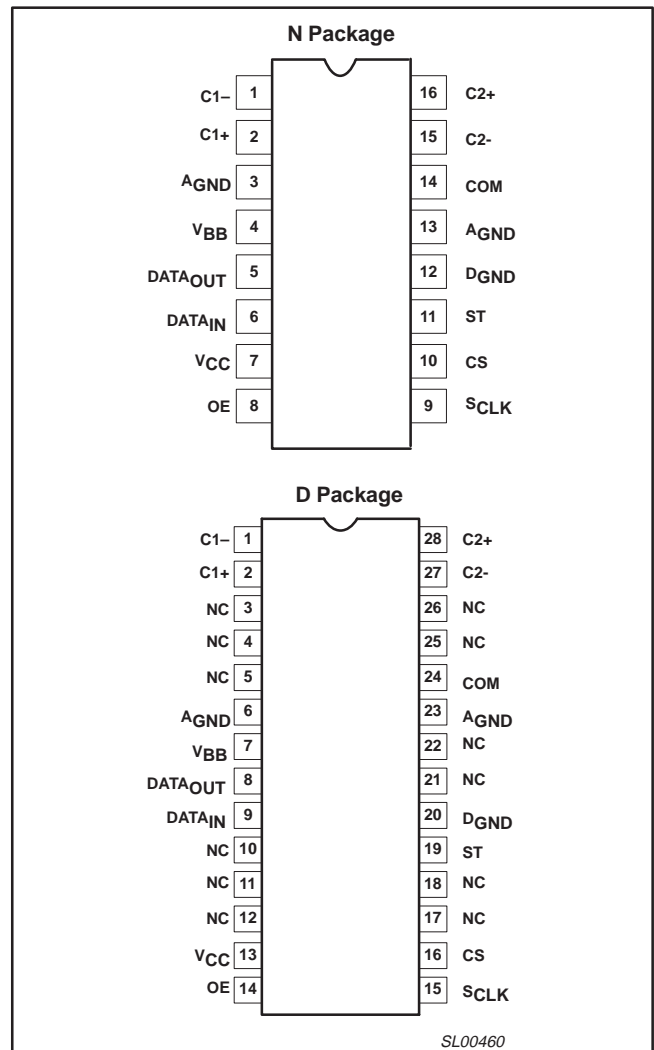 N Package
C1– 1 16 C2+
C1+ 2 15 C2-
AGND 3 14 COM
VBB 4 13 AGND
DATAOUT 5 12 DGND
DATAIN 6 11 ST
VCC 7 10 CS
OE 8 9 SCLK
D Package
C1– 1 28 C2+
C1+ 2 27 C2-
NC 3 26 NC
NC 4 25 NC
NC 5 24 COM
AGND 6 23 AGND
VBB 7 22 NC
DATAOUT 8 21 NC
DATAIN 9 20 DGND
NC 10 19 ST
NC 11 18 NC
NC 12 17 NC
VCC 13 16 CS
OE 14 15 SCLK
SL00460